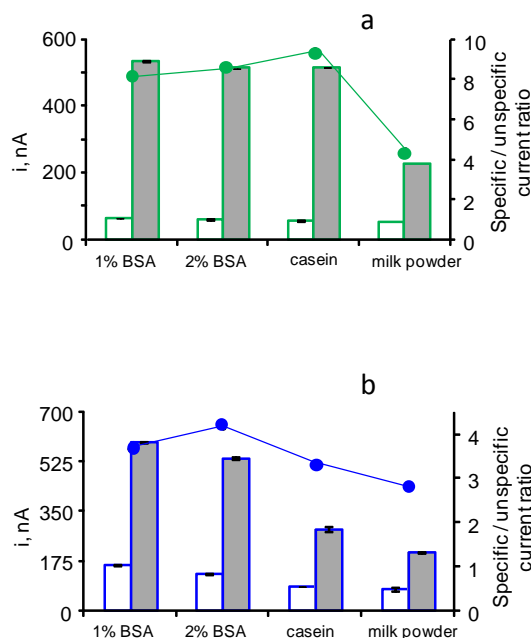 a
600
400
200
0
i, nA
10
8
6
4
2
0
Specific/unspecific
current ratio
1% BSA 2% BSA casein milk powder
b
700
525
350
175
0
i, nA
4
3
2
1
0
Specific/unspecific
current ratio
1% BSA 2% BSA casein milk powder